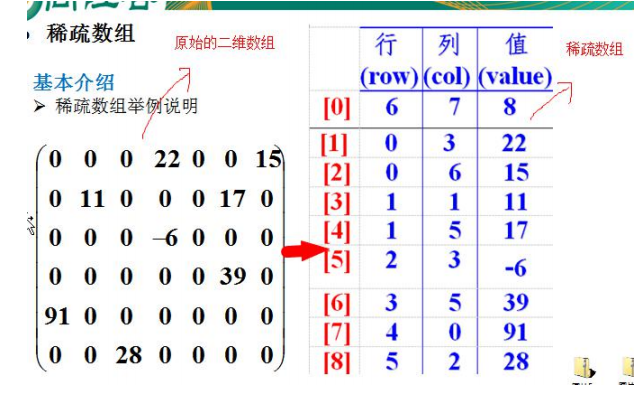 稀疏数组
原始的二维数组
基本介绍
➢ 稀疏数组举例说明
0 0 0 22 0 0 15
0 11 0 0 0 17 0
0 0 0 –6 0 0 0
0 0 0 0 0 39 0
91 0 0 0 0 0 0
0 0 28 0 0 0 0
行 列 值
(row) (col) (value)
稀疏数组
[0] 6 7 8
[1] 0 3 22
[2] 0 6 15
[3] 1 1 11
[4] 1 5 17
[5] 2 3 -6
[6] 3 5 39
[7] 4 0 91
[8] 5 2 28